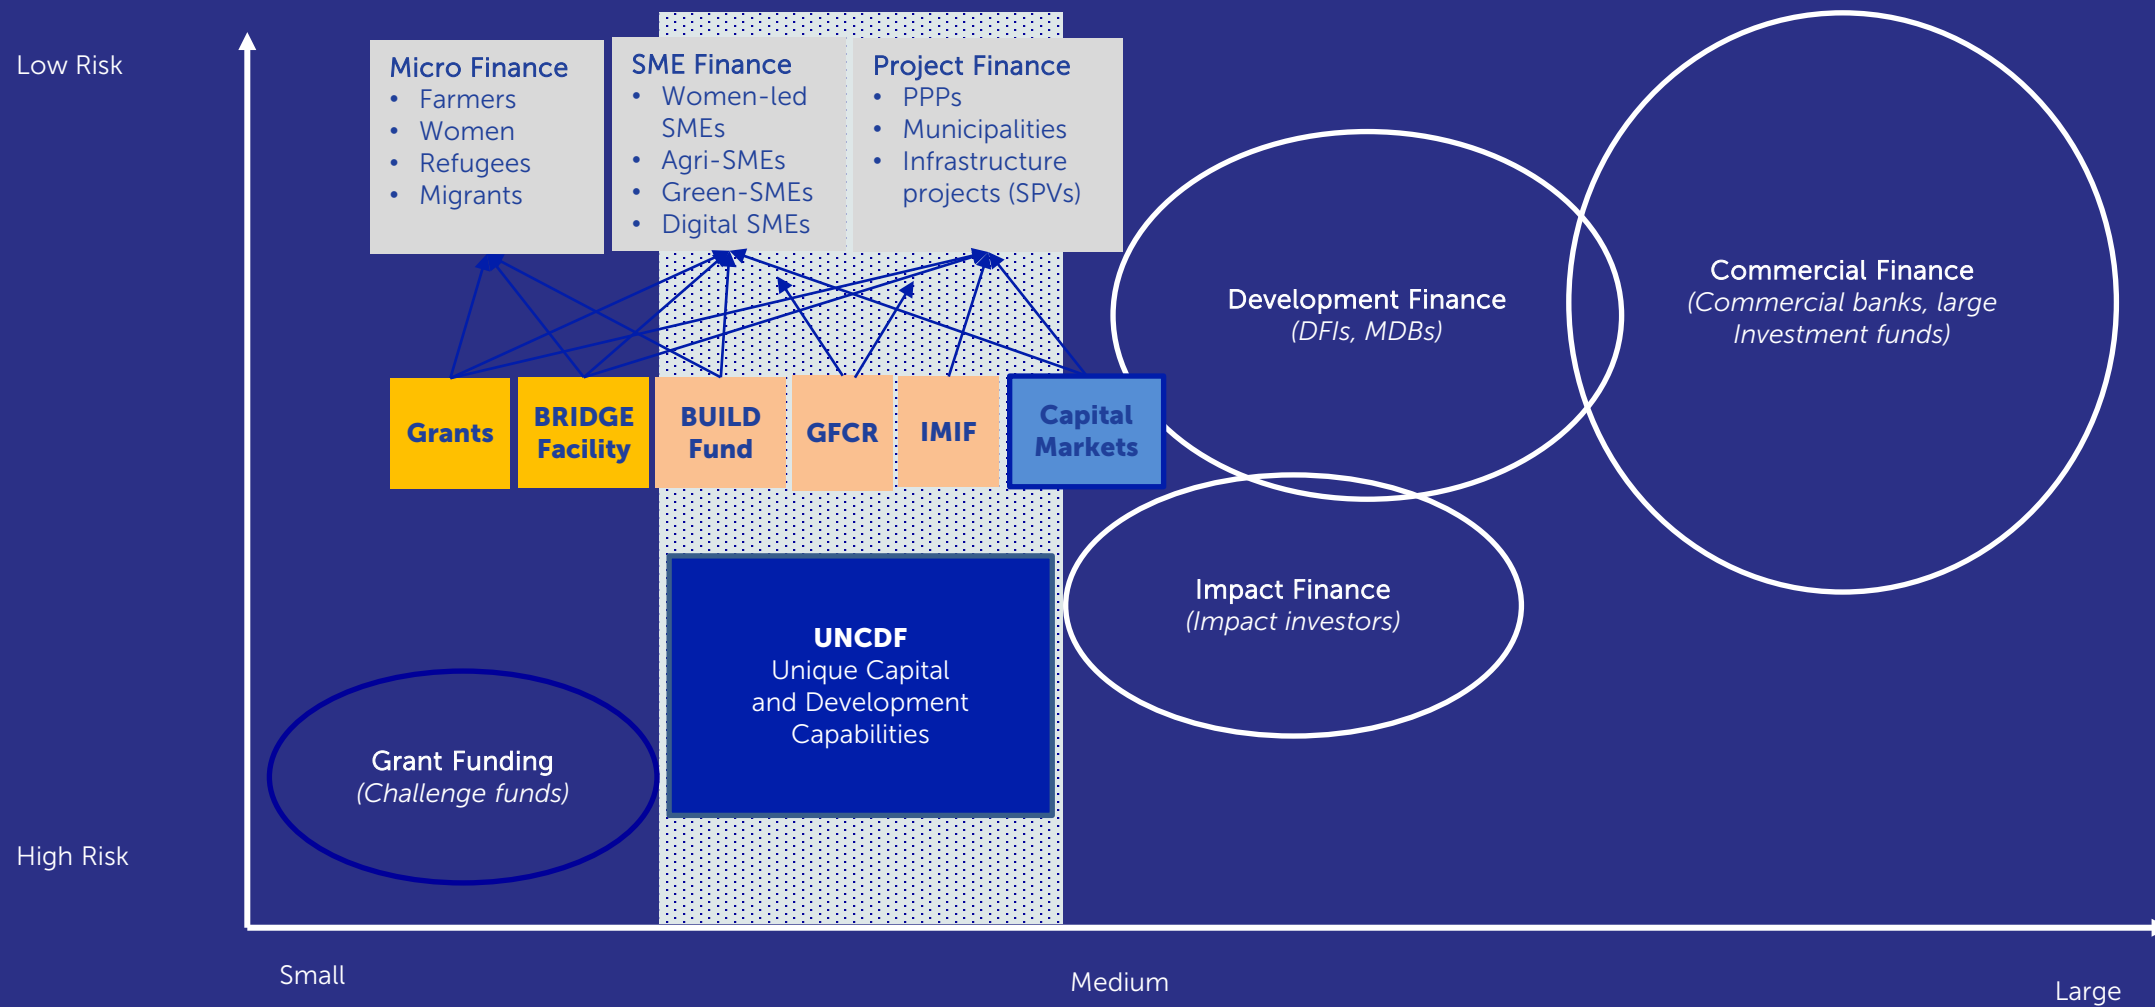 Low Risk
Micro Finance
• Farmers
• Women
• Refugees
• Migrants
SME Finance
• Women-led
SMEs
• Agri-SMEs
• Green-SMEs
• Digital SMEs
Project Finance
• PPPs
• Municipalities
• Infrastructure
projects (SPVs)
Development Finance
(DFIs, MDBs)
Commercial Finance
(Commercial banks, large
Investment funds)
Grants
BRIDGE
Facility
BUILD
Fund
GFCR
IMIF
Capital
Markets
Impact Finance
(Impact investors)
UNCDF
Unique Capital
and Development
Capabilities
Grant Funding
(Challenge funds)
High Risk
Small
Medium
Large